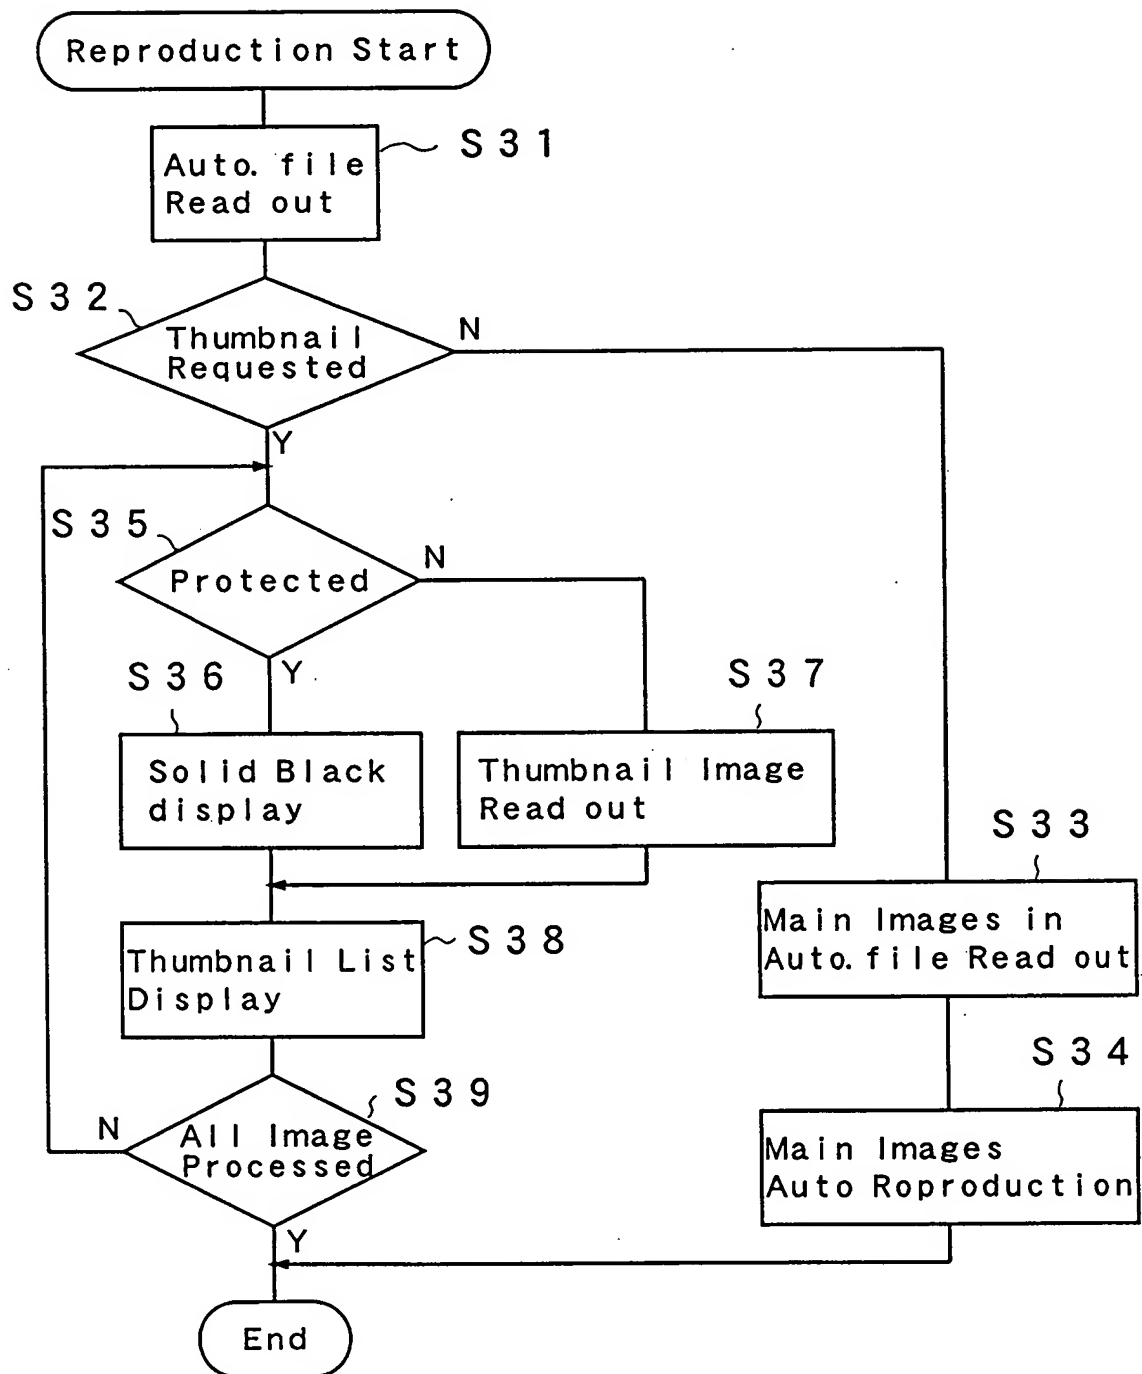 Reproduction Start
S31
Auto. file
Read out
S32
Thumbnail
Requested
N
Y
S35
Protected
N
Y
S36
Solid Black
display
S37
Thumbnail Image
Read out
S33
Main Images in
Auto. file Read out
S38
Thumbnail List
Display
S34
Main Images
Auto Roproduction
S39
All Image
Processed
N
Y
End